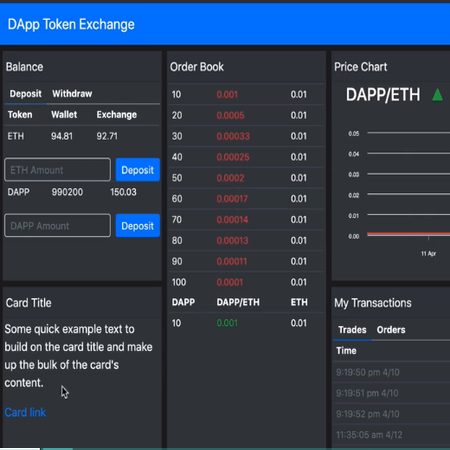 DApp Token Exchange
Balance
Deposit Withdraw
Token Wallet Exchange
ETH 94.81 92.71
ETH Amount Deposit
DAPP 990200 150.03
DAPP Amount Deposit
Card Title
Some quick example text to
build on the card title and make
up the bulk of the card's
content.
Card link
Order Book
10 0.001 0.01
20 0.0005 0.01
30 0.00033 0.01
40 0.00025 0.01
50 0.0002 0.01
60 0.00017 0.01
70 0.00014 0.01
80 0.00013 0.01
90 0.00011 0.01
100 0.0001 0.01
DAPP DAPP/ETH ETH
10 0.001 0.01
Price Chart
DAPP/ETH ▲
0.05
0.04
0.03
0.02
0.01
0.00
11 Apr
My Transactions
Trades Orders
Time
9:19:50 pm 4/10
9:19:51 pm 4/10
9:19:52 pm 4/10
11:35:05 am 4/12